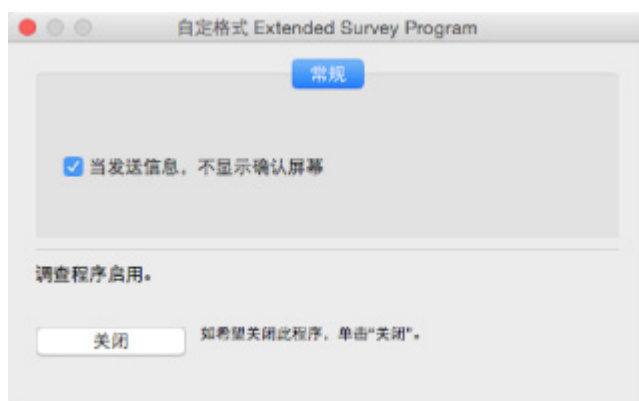 自定格式 Extended Survey Program
常规
当发送信息，不显示确认屏幕
调查程序启用。
关闭
如希望关闭此程序，单击“关闭”。